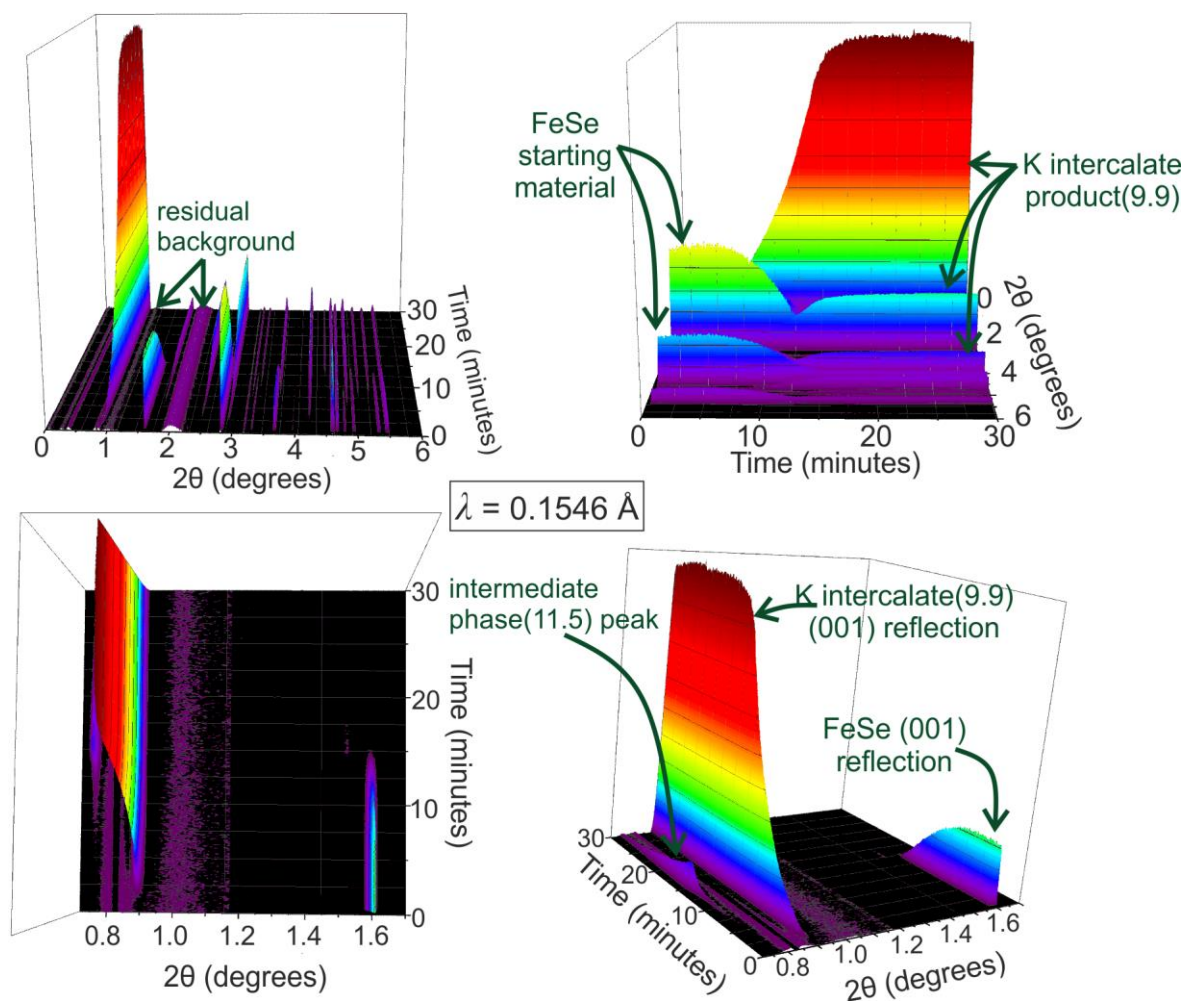 residual
background
30
20
10
0
Time (minutes)
0 1 2 3 4 5 6
2θ (degrees)
FeSe
starting
material
K intercalate
product(9.9)
0
2
4
6
2θ (degrees)
0 10 20 30
Time (minutes)
λ = 0.1546 Å
30
20
10
0
Time (minutes)
0.8 1.0 1.2 1.4 1.6
2θ (degrees)
intermediate
phase(11.5) peak
K intercalate(9.9)
(001) reflection
FeSe (001)
reflection
30
20
10
0
Time (minutes)
0.8 1.0 1.2 1.4 1.6
2θ (degrees)